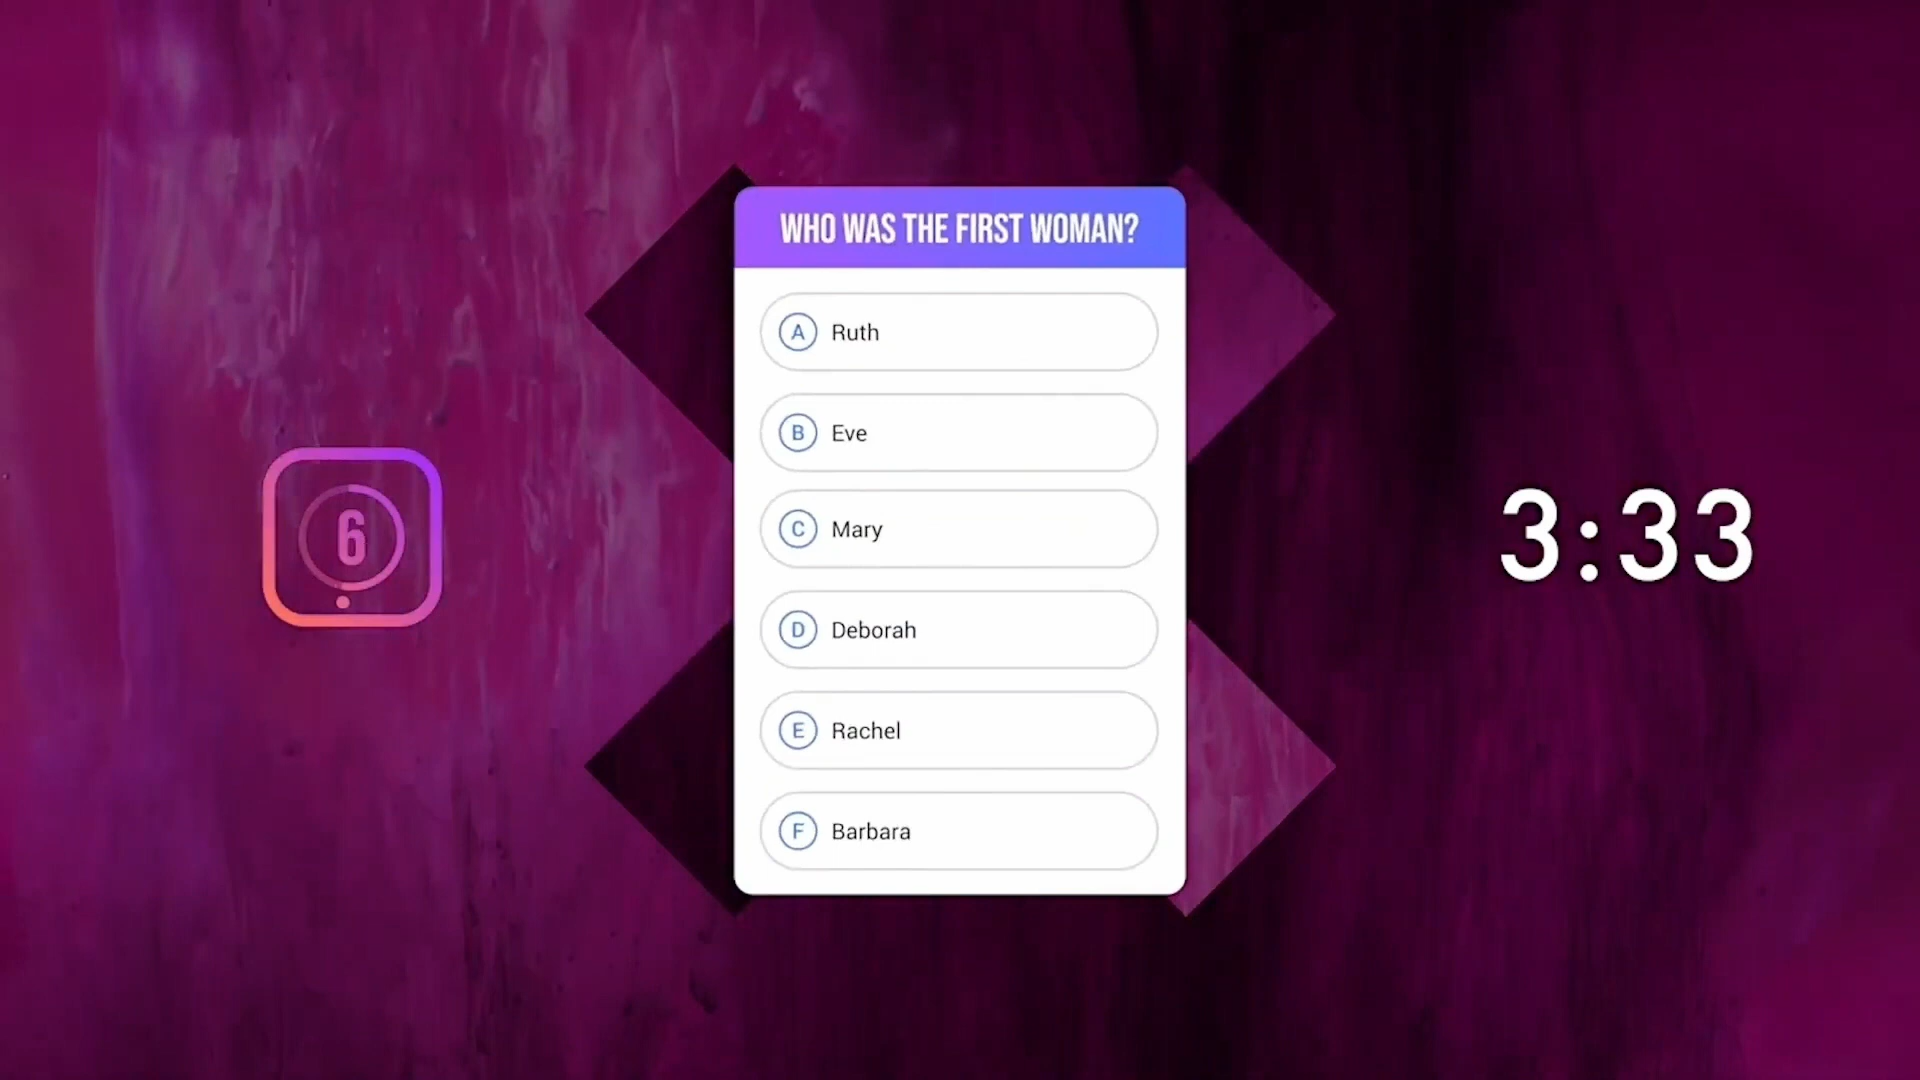 WHO WAS THE FIRST WOMAN?
A Ruth
B Eve
C Mary
D Deborah
E Rachel
F Barbara
6
3:33